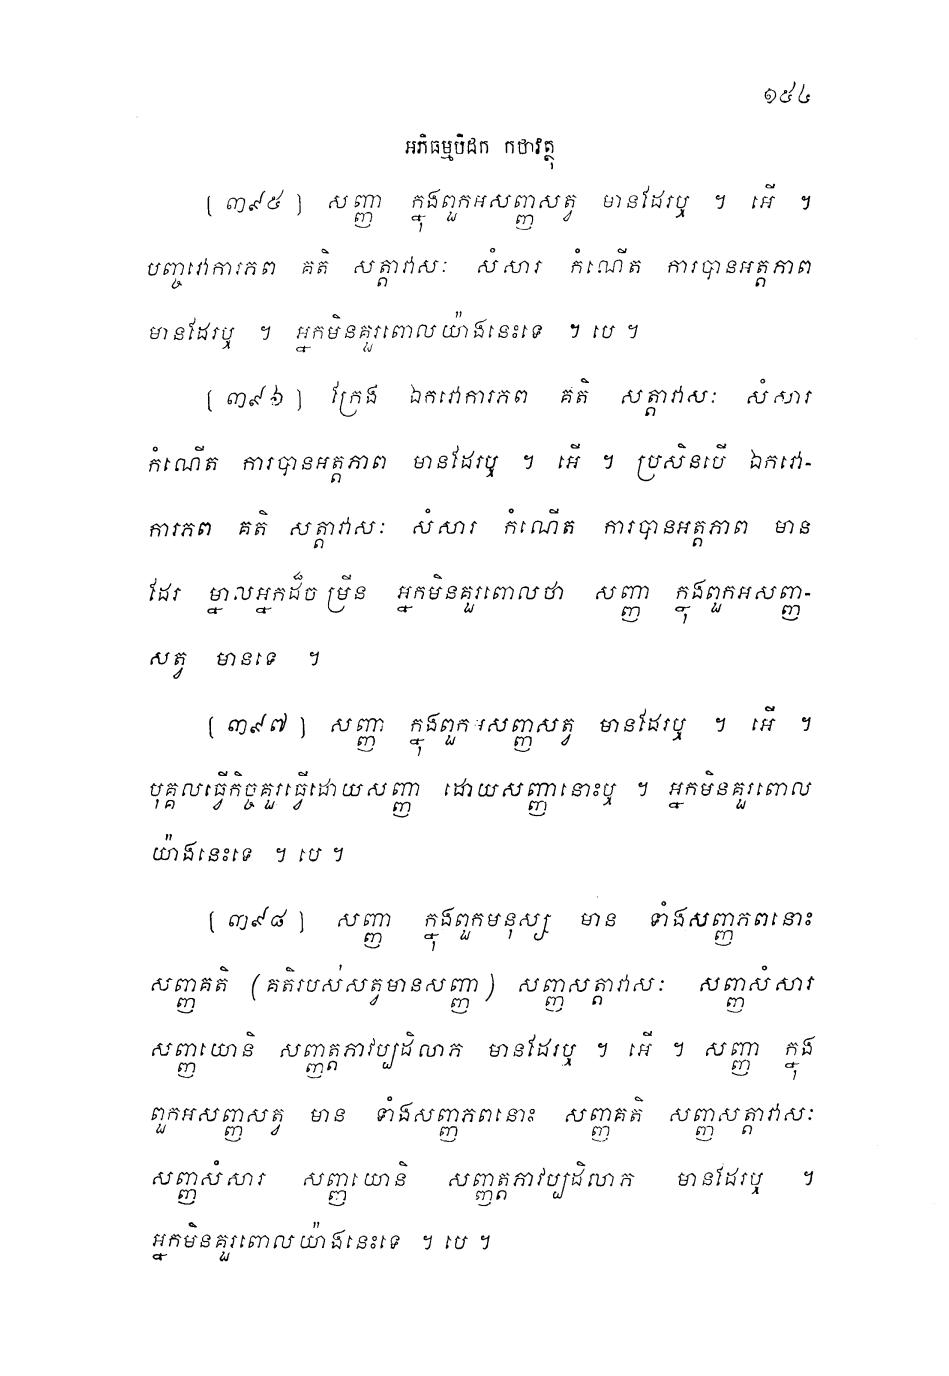 ១៥៤
អភិធម្មបិដក កថាវត្ថុ
[ ៣៩៥ ] សញ្ញា ក្នុងពួកអសញ្ញសត្វ មានដែរឬ ។ អើ ។
បញ្ចវោការភព គតិ សត្តាវាសៈ សំសារ កំណើត ការបានអត្តភាព
មានដែរឬ ។ អ្នកមិនគួរពោលយ៉ាងនេះទេ ។ បេ ។
[ ៣៩៦ ] ក្រែង ឯកវោការភព គតិ សត្តាវាសៈ សំសារ
កំណើត ការបានអត្តភាព មានដែរឬ ។ អើ ។ ប្រសិនបើ ឯកវោ-
ការភព គតិ សត្តាវាសៈ សំសារ កំណើត ការបានអត្តភាព មាន
ដែរ ម្នាលអ្នកដ៏ចម្រើន អ្នកមិនគួរពោលថា សញ្ញា ក្នុងពួកអសញ្ញ-
សត្វ មានទេ ។
[ ៣៩៧ ] សញ្ញា ក្នុងពួកអសញ្ញសត្វ មានដែរឬ ។ អើ ។
បុគ្គលធ្វើកិច្ចគួរធ្វើដោយសញ្ញា ដោយសញ្ញានោះឬ ។ អ្នកមិនគួរពោល
យ៉ាងនេះទេ ។ បេ ។
[ ៣៩៨ ] សញ្ញា ក្នុងពួកមនុស្ស មាន ទាំងសញ្ញភពនោះ
សញ្ញគតិ (គតិរបស់សត្វមានសញ្ញា) សញ្ញសត្តាវាសៈ សញ្ញសំសារ
សញ្ញយោនិ សញ្ញត្តភាវប្បដិលាភ មានដែរឬ ។ អើ ។ សញ្ញា ក្នុង
ពួកអសញ្ញសត្វ មាន ទាំងសញ្ញភពនោះ សញ្ញគតិ សញ្ញសត្តាវាសៈ
សញ្ញសំសារ សញ្ញយោនិ សញ្ញត្តភាវប្បដិលាភ មានដែរឬ ។
អ្នកមិនគួរពោលយ៉ាងនេះទេ ។ បេ ។